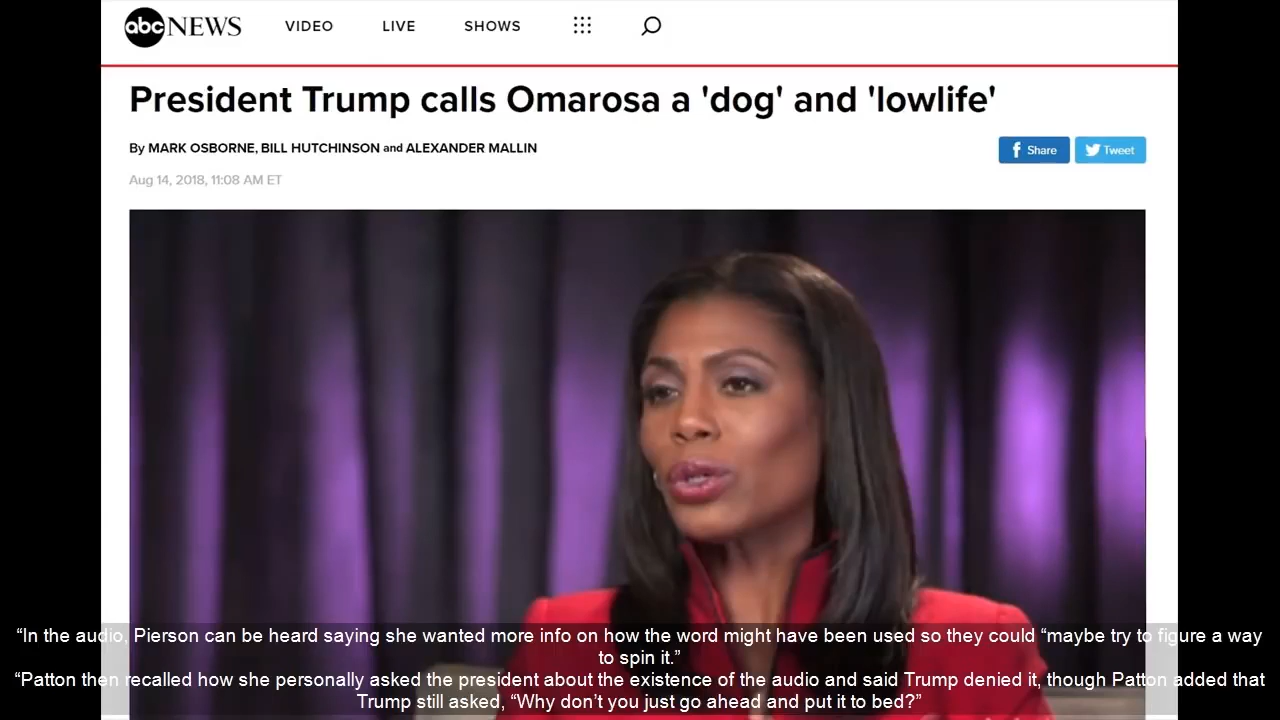 abc NEWS VIDEO LIVE SHOWS
President Trump calls Omarosa a 'dog' and 'lowlife'
By MARK OSBORNE, BILL HUTCHINSON and ALEXANDER MALLIN
Share Tweet
Aug 14, 2018, 11:08 AM ET
“In the audio, Pierson can be heard saying she wanted more info on how the word might have been used so they could “maybe try to figure a way
to spin it.”
“Patton then recalled how she personally asked the president about the existence of the audio and said Trump denied it, though Patton added that
Trump still asked, “Why don’t you just go ahead and put it to bed?”